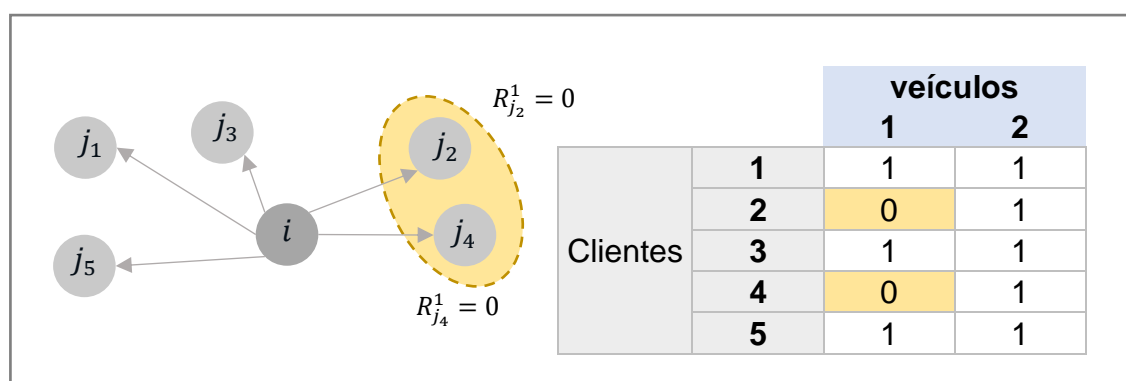 $R^1_{j_2} = 0$
$j_1$
$j_3$
$j_2$
$i$
$j_4$
$j_5$
$R^1_{j_4} = 0$
veículos
1 2
1 1 1
2 0 1
Clientes 3 1 1
4 0 1
5 1 1